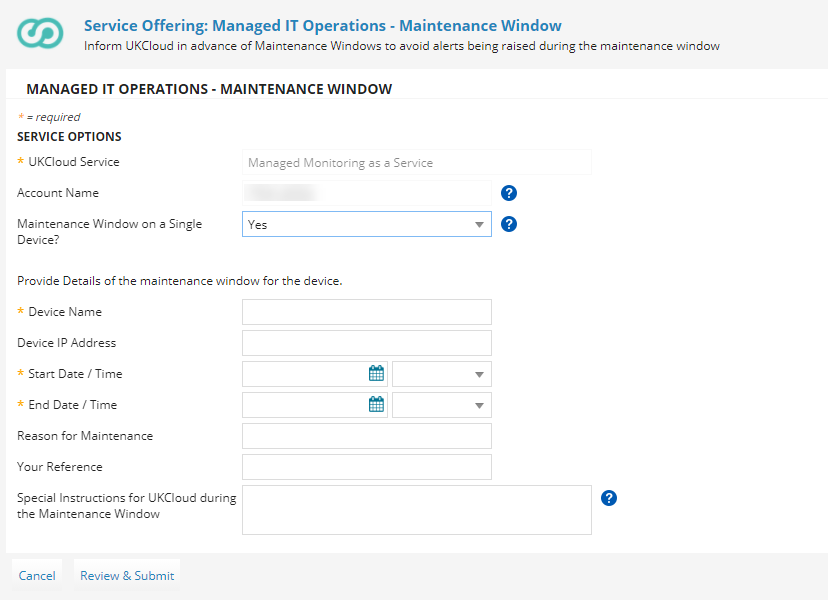 Service Offering: Managed IT Operations - Maintenance Window
Inform UKCloud in advance of Maintenance Windows to avoid alerts being raised during the maintenance window
MANAGED IT OPERATIONS - MAINTENANCE WINDOW
* = required
SERVICE OPTIONS
* UKCloud Service
Managed Monitoring as a Service
Account Name
?
Maintenance Window on a Single
Device?
Yes
?
Provide Details of the maintenance window for the device.
* Device Name
Device IP Address
* Start Date / Time
* End Date / Time
Reason for Maintenance
Your Reference
Special Instructions for UKCloud during
the Maintenance Window
?
Cancel
Review & Submit